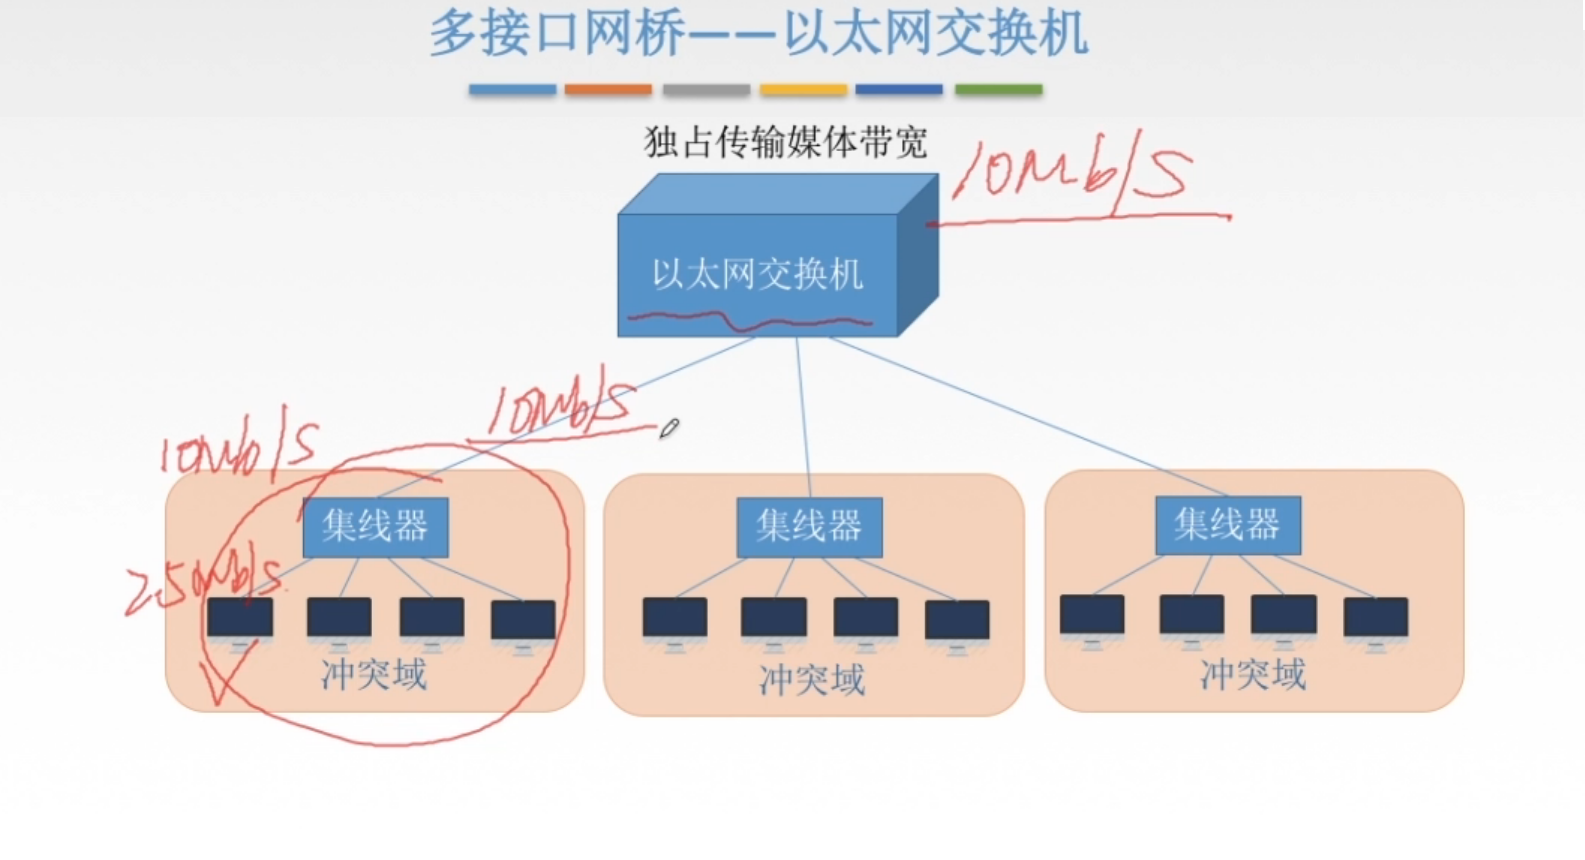 多接口网桥——以太网交换机
独占传输媒体带宽
10Mb/s
以太网交换机
10Mb/s
10Mb/s
集线器
集线器
集线器
2.5Mb/s
冲突域
冲突域
冲突域